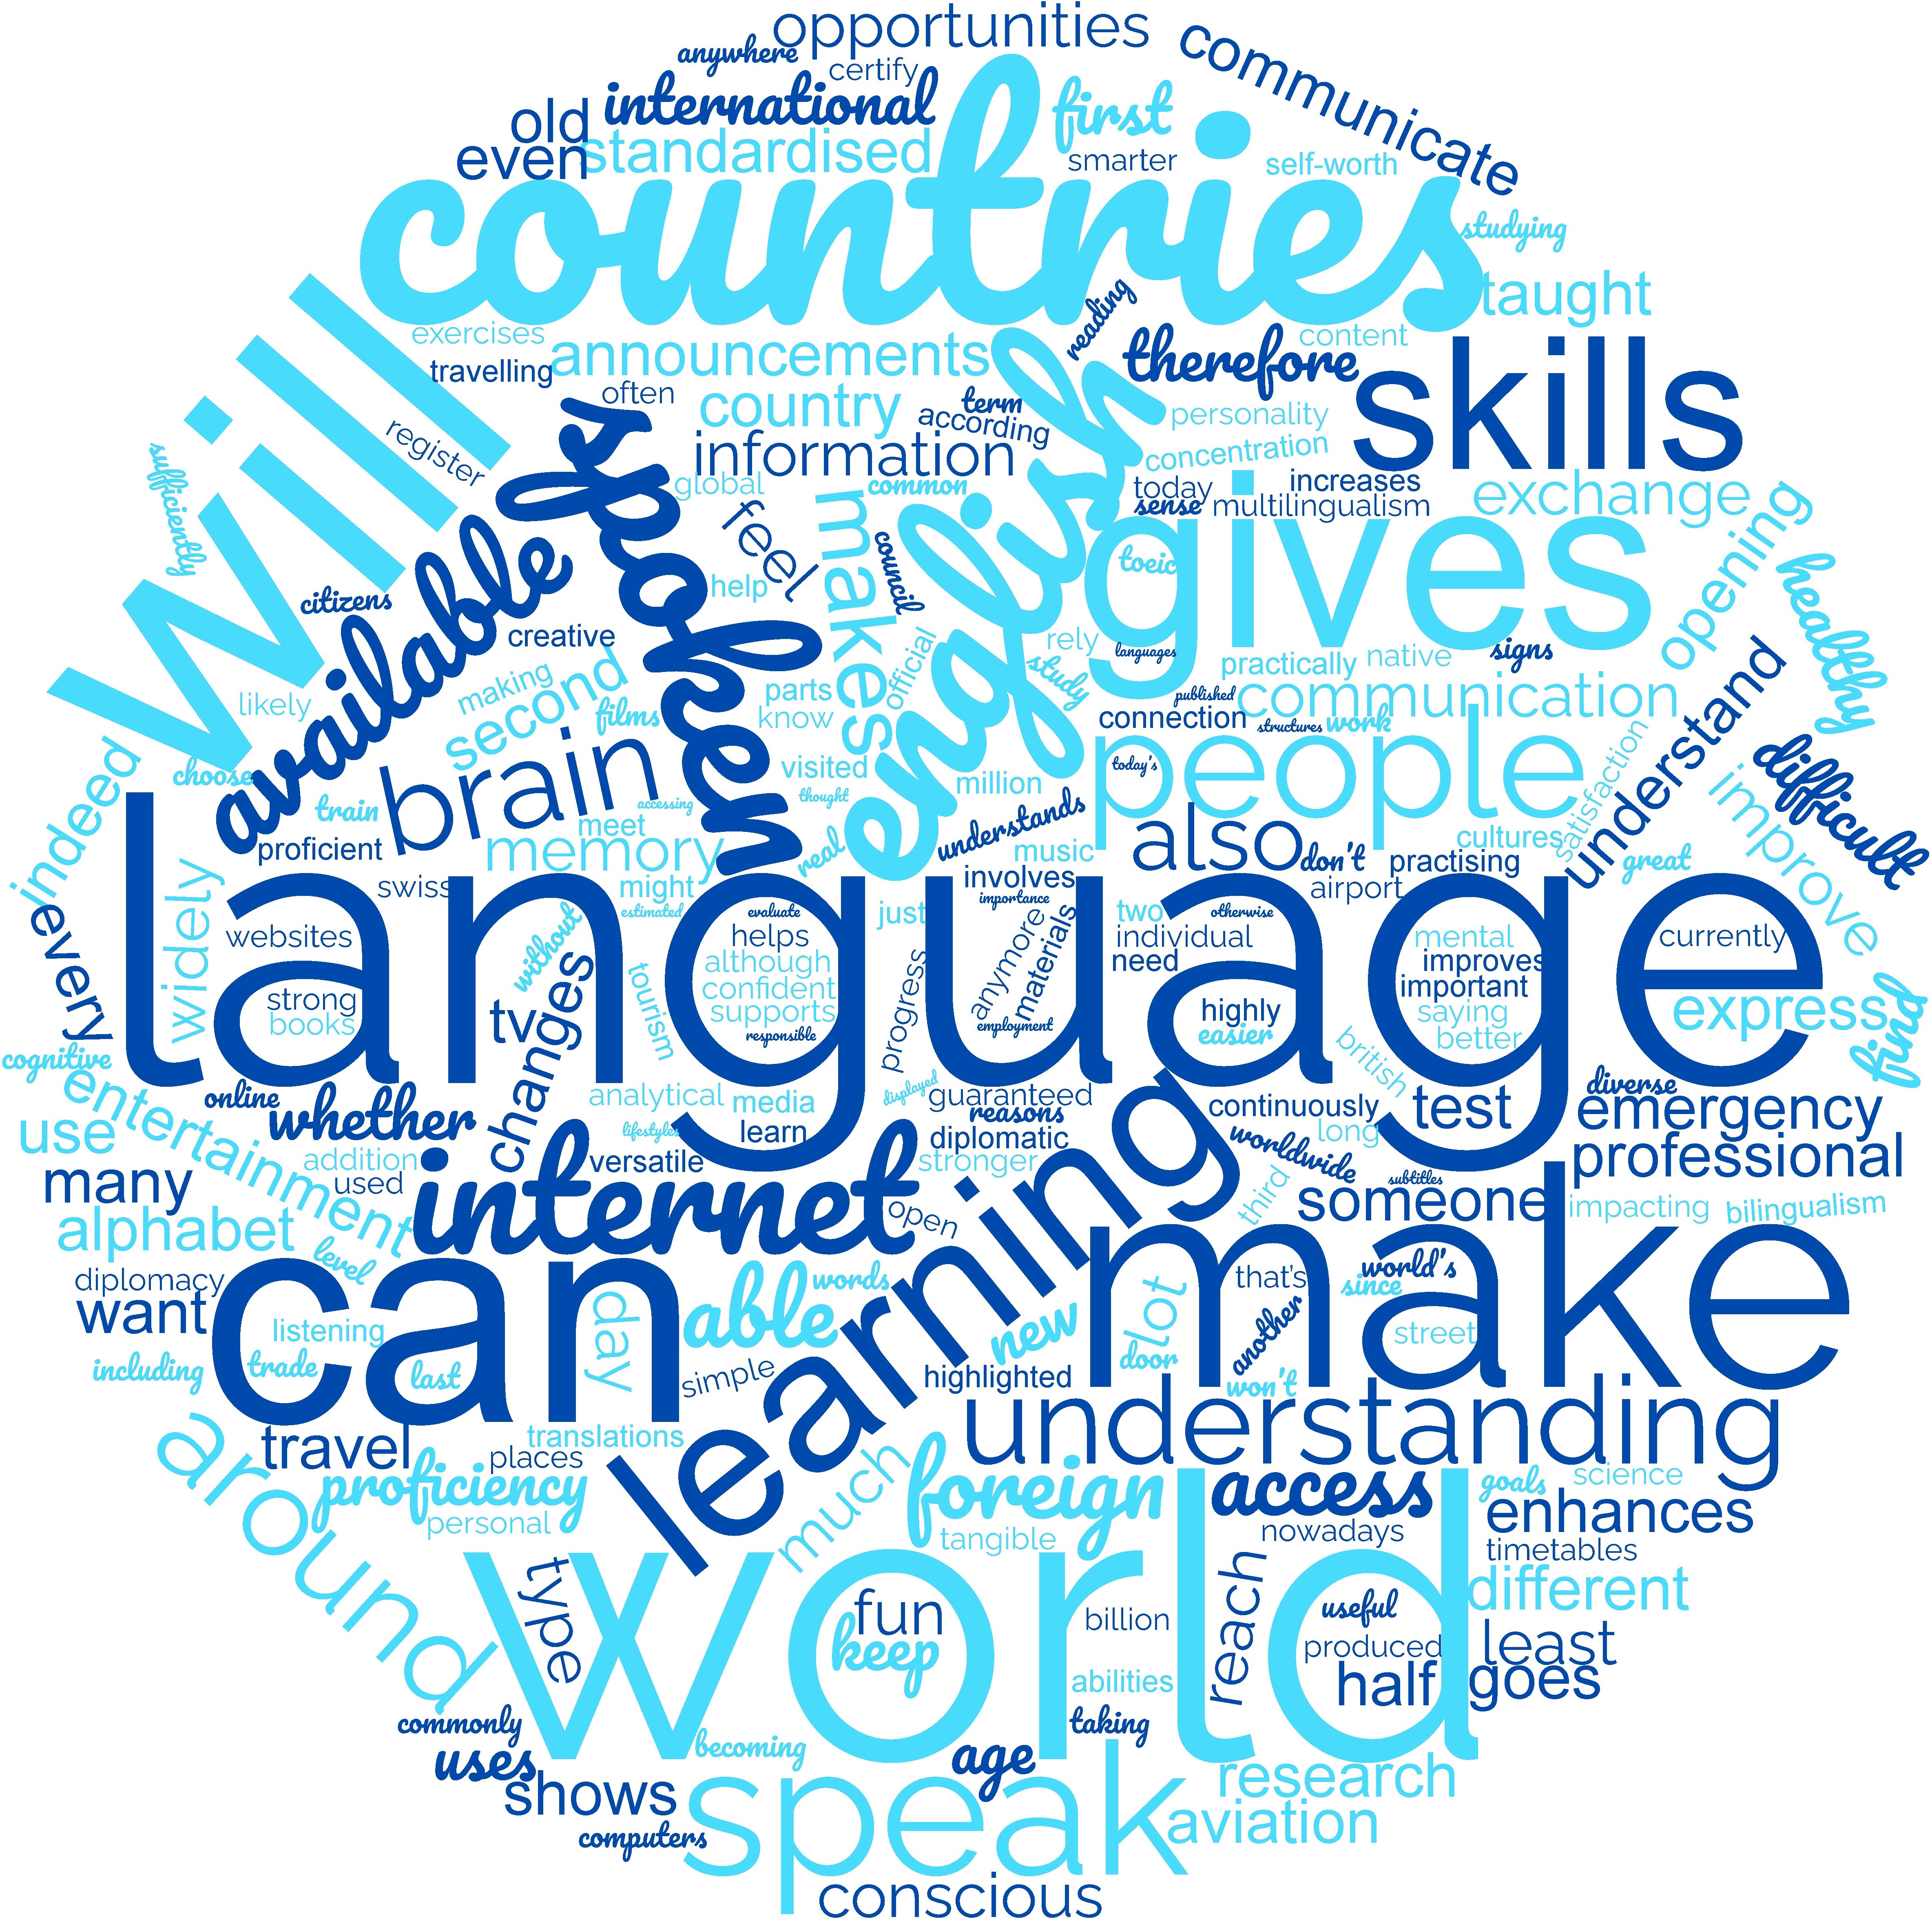 opportunities
anywhere
certify
communicate
international
first
old
even
standardised
smarter
self-worth
countries
studying
taught
exercises
announcements
reading
therefore
content
skills
will
travelling
often
country
term
according
personality
register
information
concentration
sufficiently
spoken
global
common
today
increases
exchange
sense
multilingualism
opening
feel
makes
council
english
gives
toeic
healthy
available
citizens
help
creative
official
rely
languages
study
practically
native
signs
understand
making
second
films
parts
know
published
communication
connection
structures
work
likely
indeed
choose
brain
visited
million
today's
people
satisfaction
difficult
improve
train
accessing
thought
meet
understands
also
cultures
proficient
memory
real
music
don't
practising
great
language
swiss
might
involves
airport
widely
estimated
evaluate
just
importance
two
otherwise
every
websites
without
helps
anymore
materials
individual
mental
currently
although
need
improves
strong
confident
progress
important
books
tv
changes
tourism
supports
highly
saying
express
find
responsible
employment
easier
better
british
cognitive
entertainment
online
analytical
media
displayed
guaranteed
continuously
test
diverse
emergency
use
whether
lifestyles
learn
reasons
diplomatic
worldwide
long
professional
addition
versatile
stronger
many
used
internet
third
subtitles
someone
impacting
bilingualism
alphabet
open
learning
level
make
diplomacy
can
words
that's
world's
want
day
able
since
listening
new
lot
another
street
including
trade
last
simple
highlighted
door
won't
around
travel
translations
understanding
places
proficiency
much
foreign
access
goals
science
personal
enhances
tangible
nowadays
timetables
world
type
reach
different
fun
billion
useful
keep
produced
least
abilities
half
goes
commonly
taking
uses
becoming
age
shows
speak
research
computers
aviation
conscious